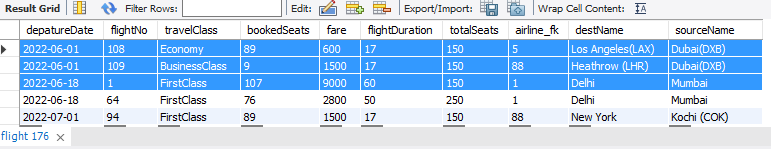 Result Grid Filter Rows: Edit: Export/Import: Wrap Cell Content:
depatureDate flightNo travelClass bookedSeats fare flightDuration totalSeats airline_fk destName sourceName
2022-06-01 108 Economy 89 600 17 150 5 Los Angeles(LAX) Dubai(DXB)
2022-06-01 109 BusinessClass 9 1500 17 150 88 Heathrow (LHR) Dubai(DXB)
2022-06-18 1 FirstClass 107 9000 60 150 1 Delhi Mumbai
2022-06-18 64 FirstClass 76 2800 50 250 1 Delhi Mumbai
2022-07-01 94 FirstClass 89 1500 17 150 88 New York Kochi (COK)
flight 176